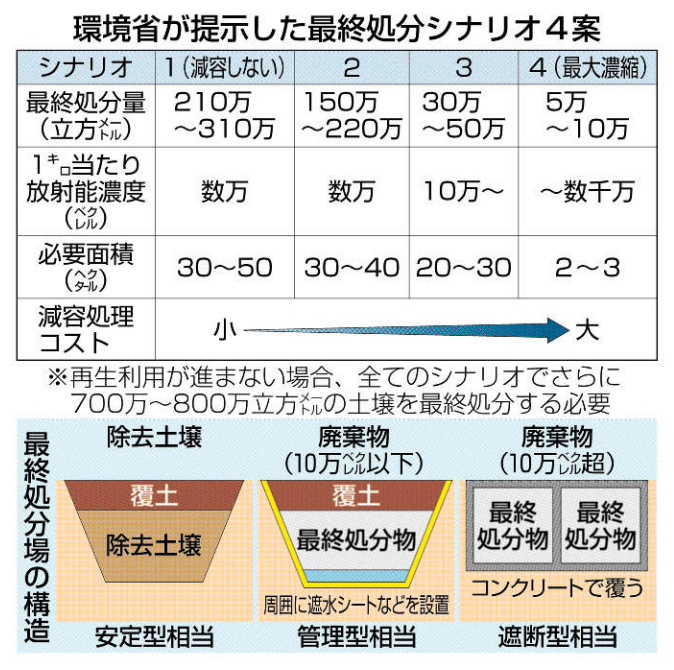 環境省が提示した最終処分シナリオ4案
シナリオ 1(減容しない) 2 3 4(最大濃縮)
最終処分量(立方メートル) 210万～310万 150万～220万 30万～50万 5万～10万
1キロ当たり放射能濃度(ベクレル) 数万 数万 10万～ ～数千万
必要面積(ヘクタール) 30～50 30～40 20～30 2～3
減容処理コスト 小 大
※再生利用が進まない場合、全てのシナリオでさらに
700万～800万立方メートルの土壌を最終処分する必要
最終処分場の構造
除去土壌
覆土
除去土壌
安定型相当
廃棄物
(10万ベクレル以下)
覆土
最終処分物
周囲に遮水シートなどを設置
管理型相当
廃棄物
(10万ベクレル超)
最終処分物
最終処分物
コンクリートで覆う
遮断型相当